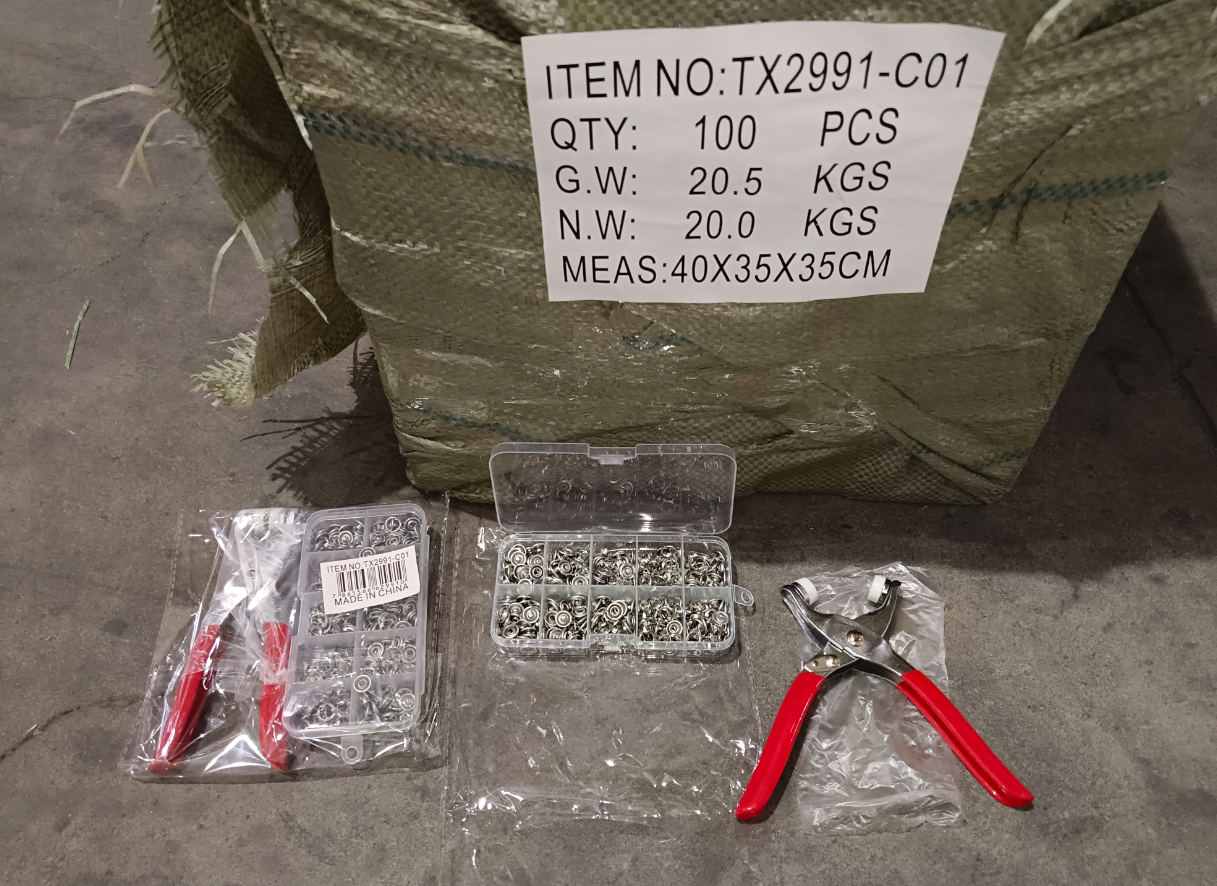 ITEM NO:TX2991-C01
QTY: 100 PCS
G.W: 20.5 KGS
N.W: 20.0 KGS
MEAS:40X35X35CM
ITEM NO.TX2991-C01
MADE IN CHINA